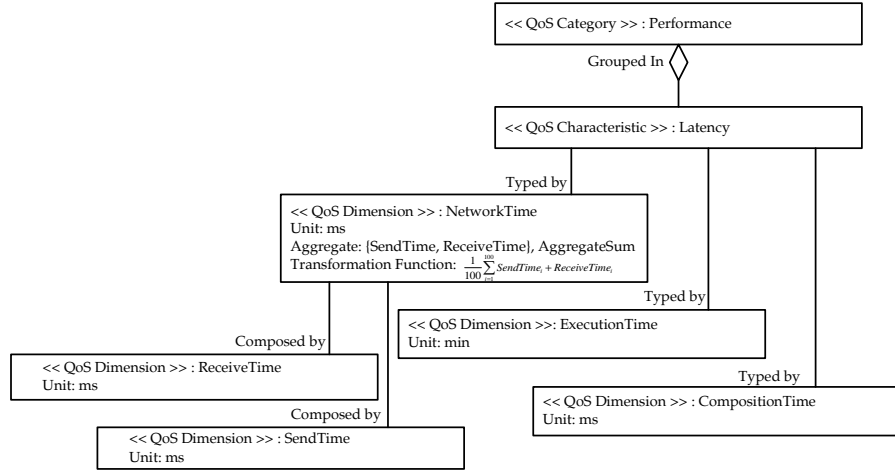 << QoS Category >> : Performance
Grouped In
<< QoS Characteristic >> : Latency
Typed by
<< QoS Dimension >> : NetworkTime
Unit: ms
Aggregate: {SendTime, ReceiveTime}, AggregateSum
Transformation Function: 1/100 ∑_{i=1}^{100} SendTime_i + ReceiveTime_i
Typed by
<< QoS Dimension >>: ExecutionTime
Unit: min
Composed by
<< QoS Dimension >> : ReceiveTime
Unit: ms
Typed by
<< QoS Dimension >> : CompositionTime
Unit: ms
Composed by
<< QoS Dimension >> : SendTime
Unit: ms